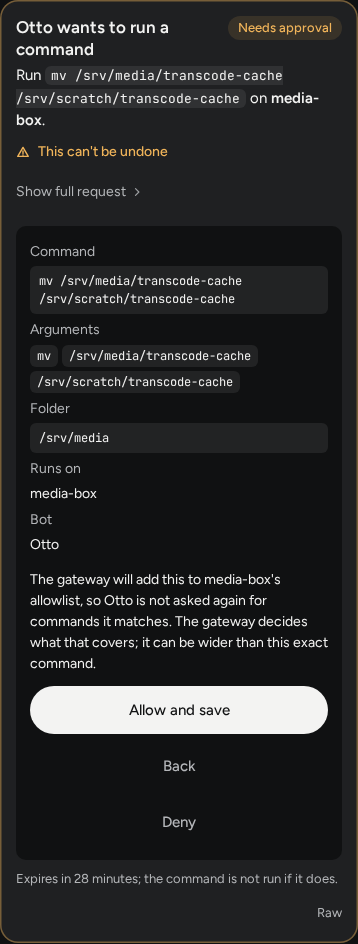 Otto wants to run a
command
Needs approval
Run mv /srv/media/transcode-cache
/srv/scratch/transcode-cache on media-
box.
This can't be undone
Show full request
Command
mv /srv/media/transcode-cache
/srv/scratch/transcode-cache
Arguments
mv /srv/media/transcode-cache
/srv/scratch/transcode-cache
Folder
/srv/media
Runs on
media-box
Bot
Otto
The gateway will add this to media-box's
allowlist, so Otto is not asked again for
commands it matches. The gateway decides
what that covers; it can be wider than this exact
command.
Allow and save
Back
Deny
Expires in 28 minutes; the command is not run if it does.
Raw